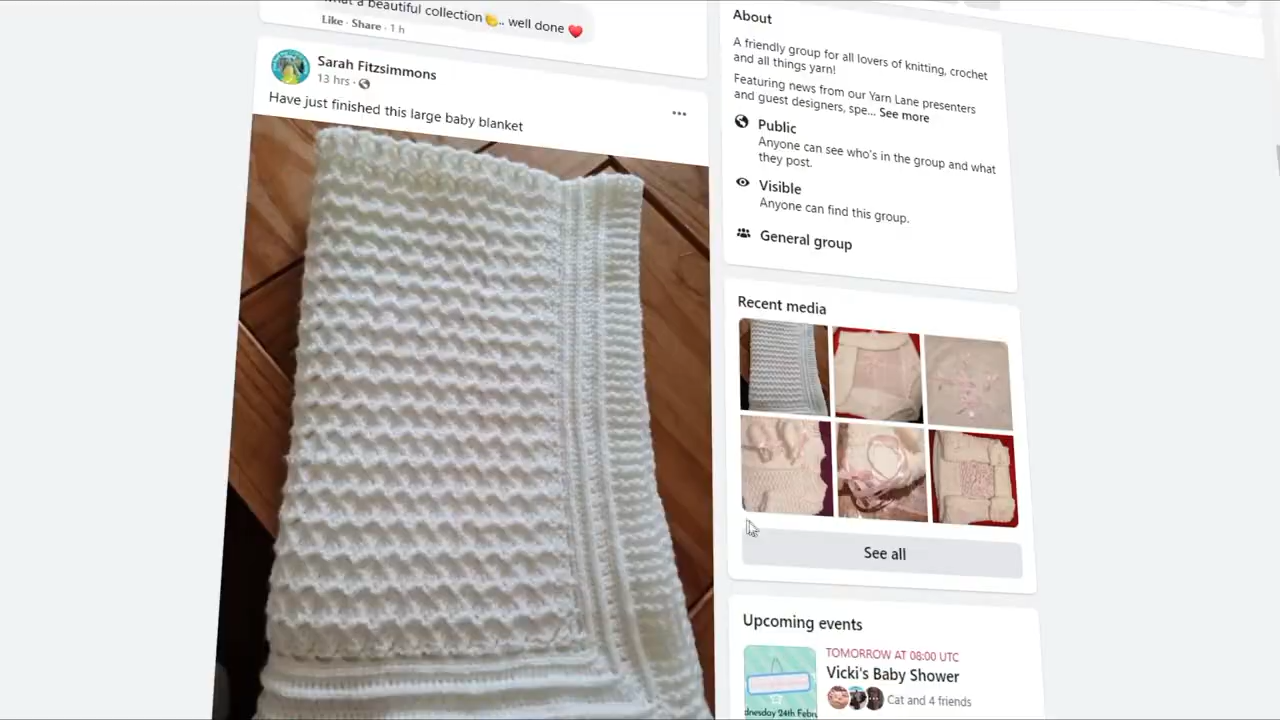 a beautiful collection 👏.. well done ❤️
Like · Share · 1 h
Sarah Fitzsimmons
13 hrs ·
Have just finished this large baby blanket
About
A friendly group for all lovers of knitting, crochet
and all things yarn!
Featuring news from our Yarn Lane presenters
and guest designers, spe... See more
Public
Anyone can see who's in the group and what
they post.
Visible
Anyone can find this group.
General group
Recent media
See all
Upcoming events
TOMORROW AT 08:00 UTC
Vicki's Baby Shower
Cat and 4 friends